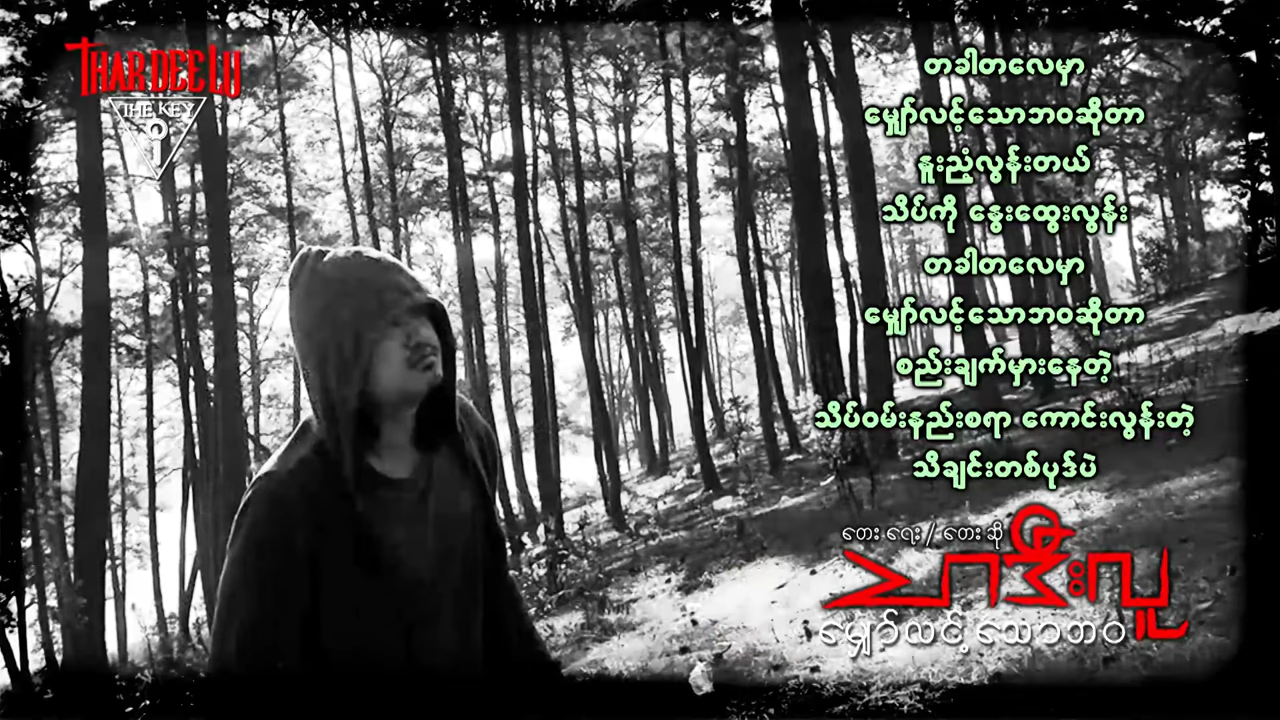 THAR DEE LU
THE KEY
တခါတလေမှာ
မျှော်လင့်သောဘဝဆိုတာ
နူးညံ့လွန်းတယ်
သိပ်ကို နွေးထွေးလွန်း
တခါတလေမှာ
မျှော်လင့်သောဘဝဆိုတာ
စည်းချက်မှားနေတဲ့
သိပ်ဝမ်းနည်းစရာ ကောင်းလွန်းတဲ့
သီချင်းတစ်ပုဒ်ပဲ
တေး ရေး / တေး ဆို
သာဒီးလူ
မျှော်လင့် သောဘဝ